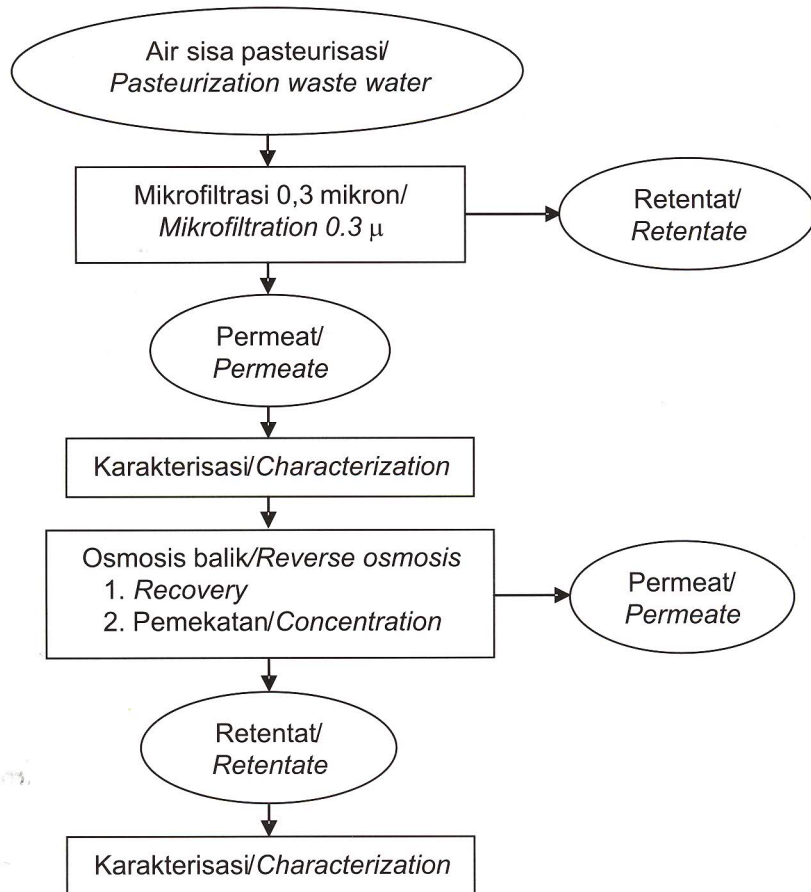 Air sisa pasteurisasi/
Pasteurization waste water
Mikrofiltrasi 0,3 mikron/
Mikrofiltration 0.3 μ
Retentat/
Retentate
Permeat/
Permeate
Karakterisasi/Characterization
Osmosis balik/Reverse osmosis
1. Recovery
2. Pemekatan/Concentration
Permeat/
Permeate
Retentat/
Retentate
Karakterisasi/Characterization